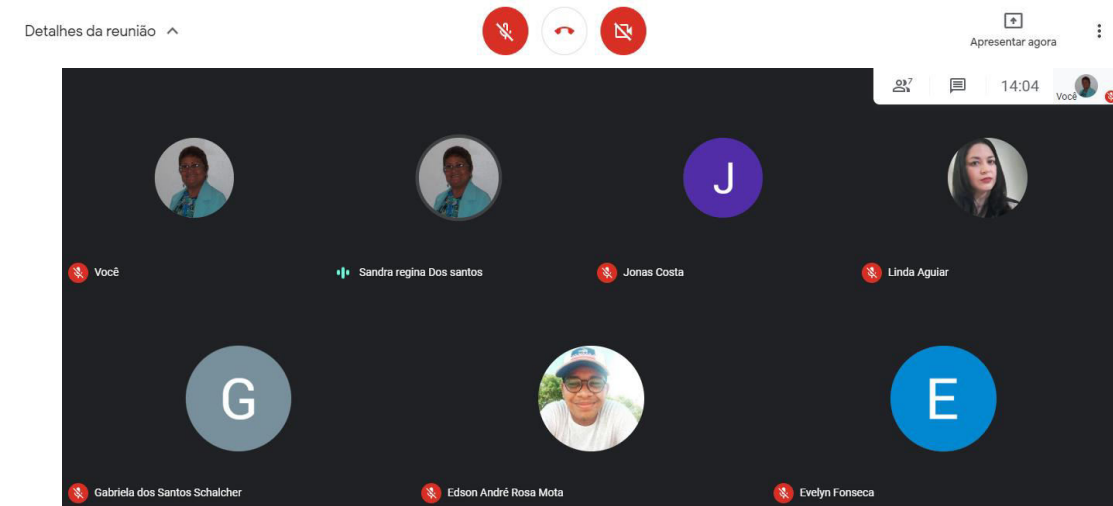 Detalhes da reunião
Apresentar agora
7
14:04
Você
J
Você
Sandra regina Dos santos
Jonas Costa
Linda Aguiar
G
E
Gabriela dos Santos Schalcher
Edson André Rosa Mota
Evelyn Fonseca